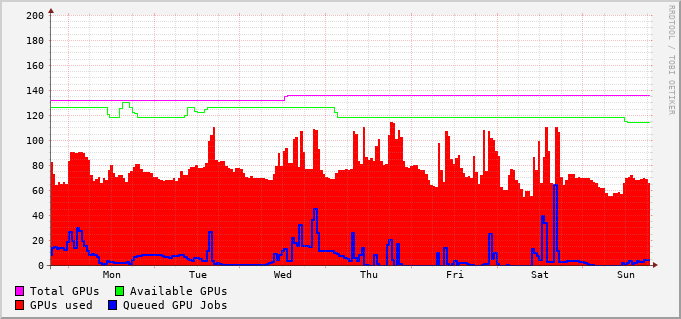 200
180
160
140
120
100
80
60
40
20
0
Mon Tue Wed Thu Fri Sat Sun
Total GPUs Available GPUs
GPUs used Queued GPU Jobs
RRDTOOL / TOBI OETIKER